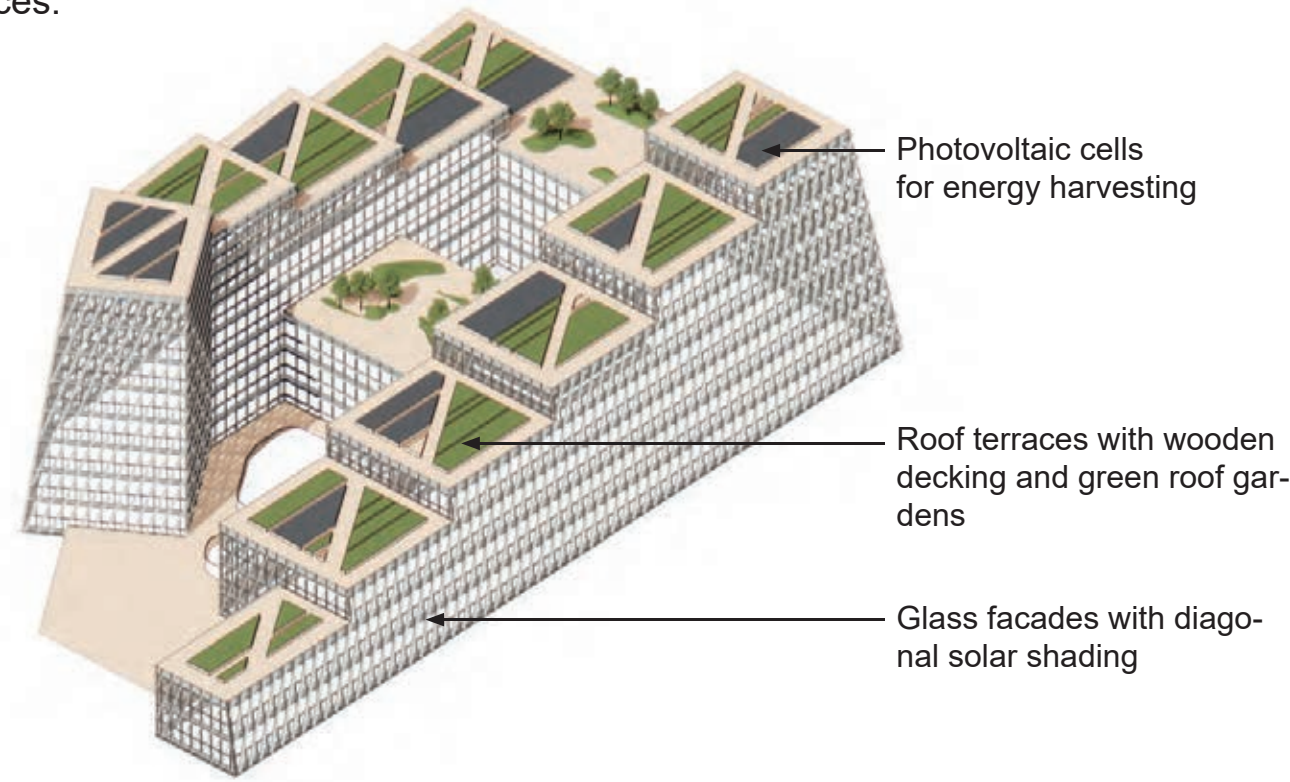 ces.
Photovoltaic cells
for energy harvesting
Roof terraces with wooden
decking and green roof gar-
dens
Glass facades with diago-
nal solar shading